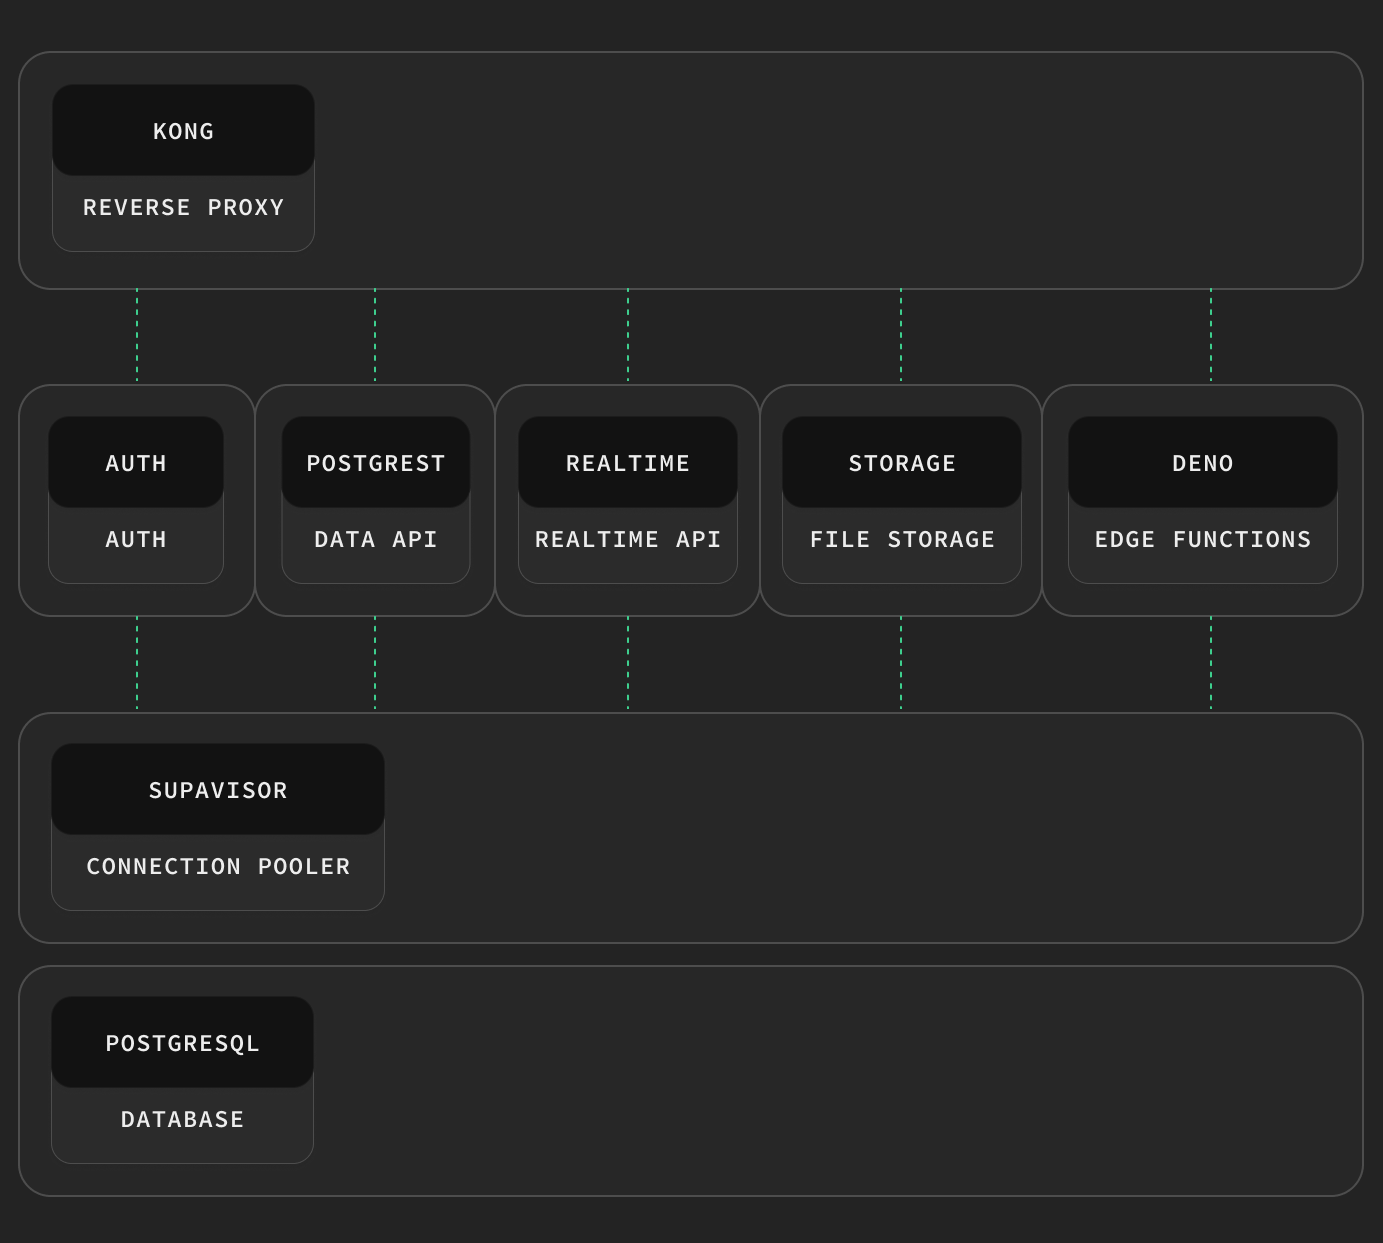 KONG
REVERSE PROXY
AUTH
AUTH
POSTGREST
DATA API
REALTIME
REALTIME API
STORAGE
FILE STORAGE
DENO
EDGE FUNCTIONS
SUPAVISOR
CONNECTION POOLER
POSTGRESQL
DATABASE